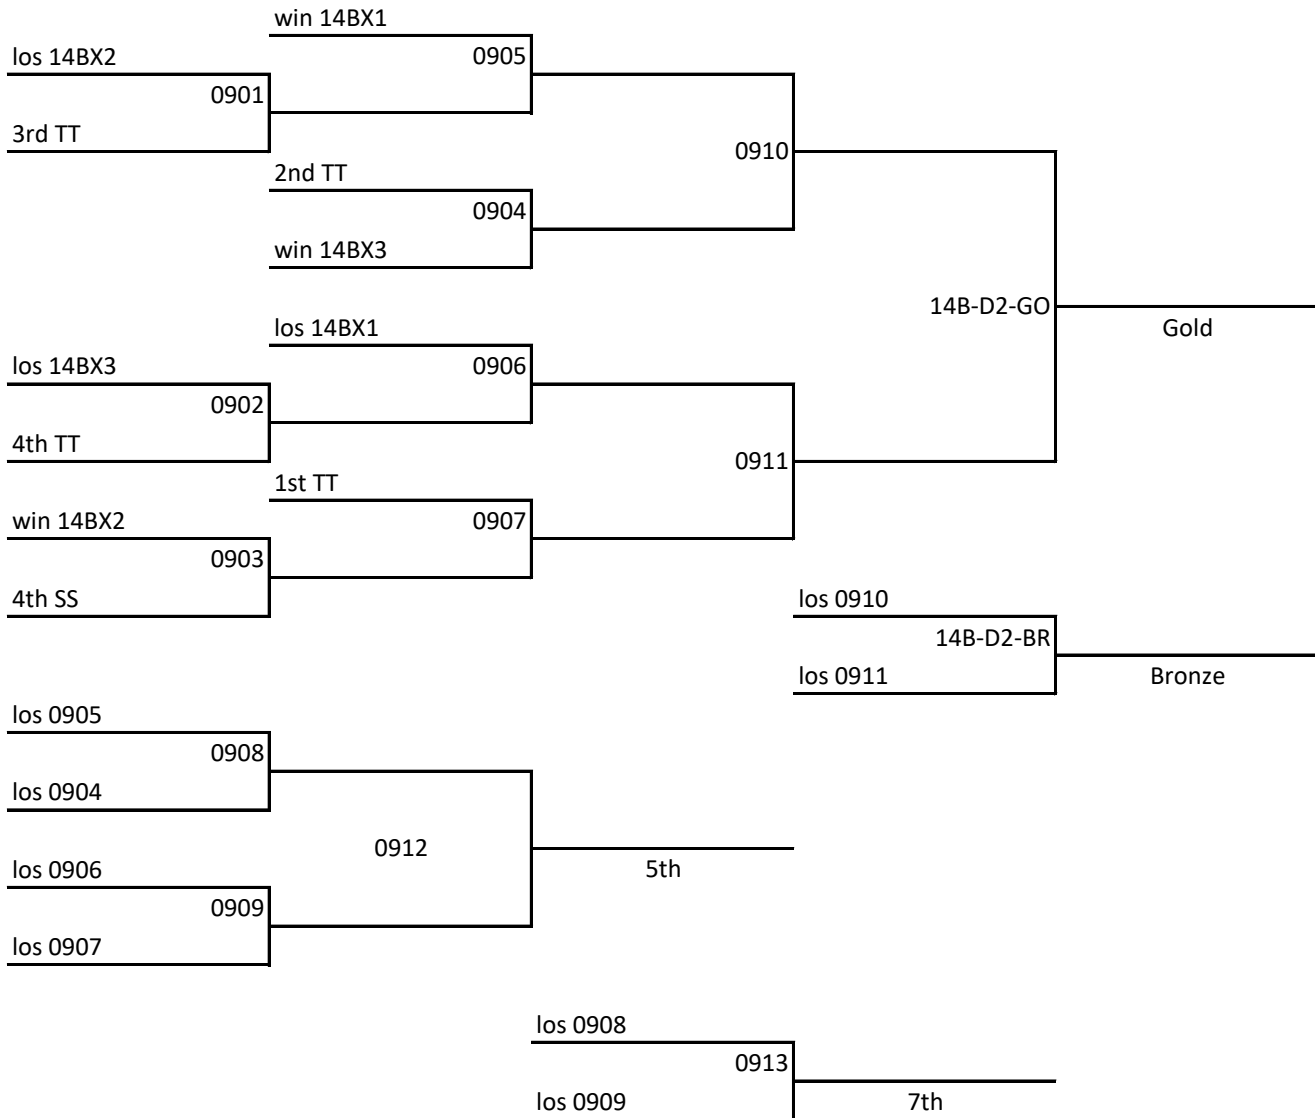 win 14BX1
los 14BX2
0905
0901
3rd TT
0910
2nd TT
0904
win 14BX3
14B-D2-GO
Gold
los 14BX1
los 14BX3
0906
0902
4th TT
0911
1st TT
win 14BX2
0907
0903
4th SS
los 0910
14B-D2-BR
los 0911
Bronze
los 0905
0908
los 0904
0912
5th
los 0906
0909
los 0907
los 0908
0913
los 0909
7th